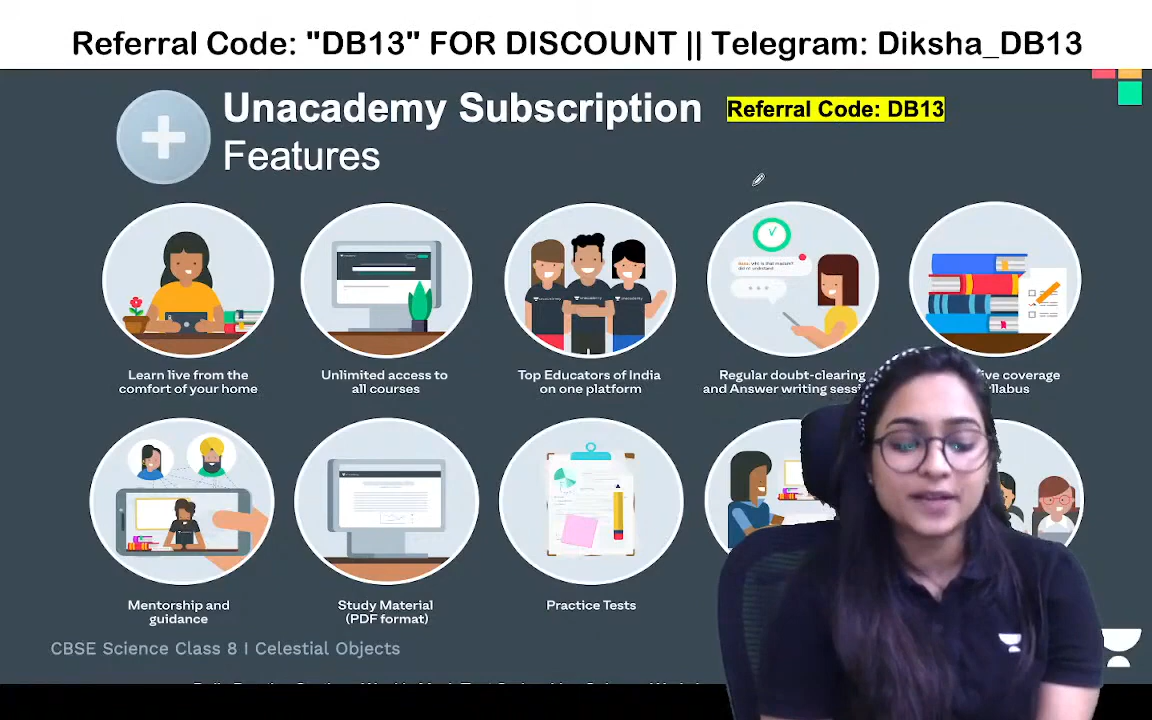 Referral Code: "DB13" FOR DISCOUNT || Telegram: Diksha_DB13
Unacademy Subscription
Referral Code: DB13
Features
Learn live from the
comfort of your home
Unlimited access to
all courses
Top Educators of India
on one platform
Regular doubt-clearing
and Answer writing
coverage
Mentorship and
guidance
Study Material
(PDF format)
Practice Tests
CBSE Science Class 8 I Celestial Objects